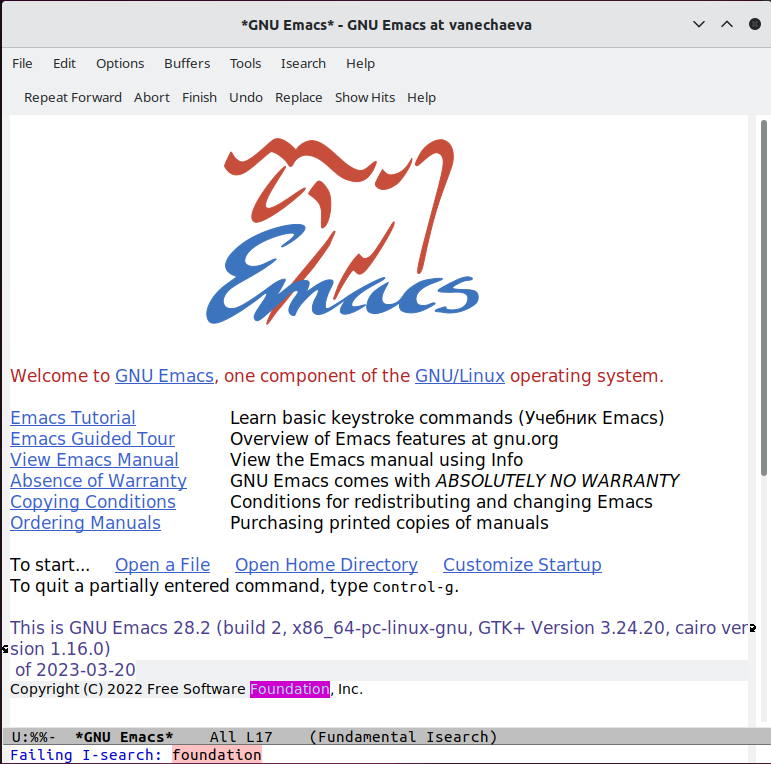 *GNU Emacs* - GNU Emacs at vanechaeva
File Edit Options Buffers Tools Isearch Help
Repeat Forward Abort Finish Undo Replace Show Hits Help
Emacs
Welcome to GNU Emacs, one component of the GNU/Linux operating system.
Emacs Tutorial Learn basic keystroke commands (Учебник Emacs)
Emacs Guided Tour Overview of Emacs features at gnu.org
View Emacs Manual View the Emacs manual using Info
Absence of Warranty GNU Emacs comes with ABSOLUTELY NO WARRANTY
Copying Conditions Conditions for redistributing and changing Emacs
Ordering Manuals Purchasing printed copies of manuals
To start... Open a File Open Home Directory Customize Startup
To quit a partially entered command, type Control-g.
This is GNU Emacs 28.2 (build 2, x86_64-pc-linux-gnu, GTK+ Version 3.24.20, cairo ver
sion 1.16.0)
of 2023-03-20
Copyright (C) 2022 Free Software Foundation, Inc.
U:%%- *GNU Emacs* All L17 (Fundamental Isearch)
Failing I-search: foundation